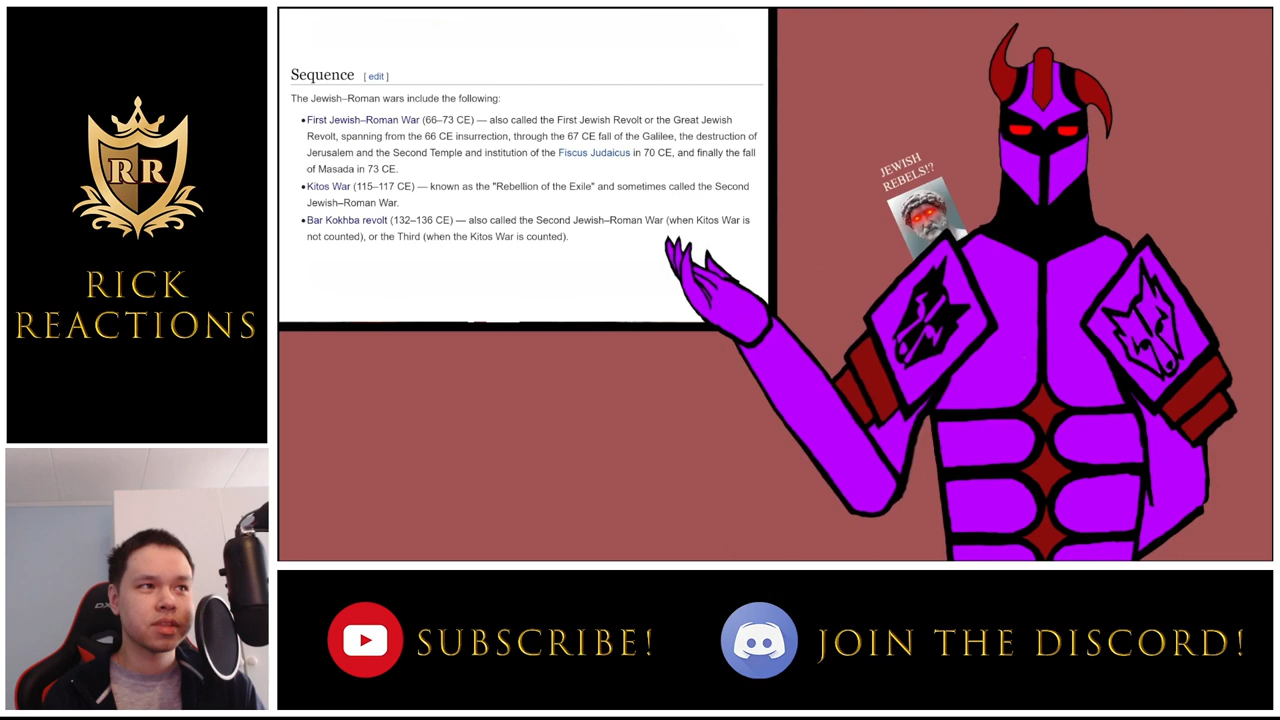 RR
RICK
REACTIONS
Sequence [ edit ]
The Jewish–Roman wars include the following:
• First Jewish–Roman War (66–73 CE) — also called the First Jewish Revolt or the Great Jewish
Revolt, spanning from the 66 CE insurrection, through the 67 CE fall of the Galilee, the destruction of
Jerusalem and the Second Temple and institution of the Fiscus Judaicus in 70 CE, and finally the fall
of Masada in 73 CE.
• Kitos War (115–117 CE) — known as the "Rebellion of the Exile" and sometimes called the Second
Jewish–Roman War.
• Bar Kokhba revolt (132–136 CE) — also called the Second Jewish–Roman War (when Kitos War is
not counted), or the Third (when the Kitos War is counted).
JEWISH
REBELS!?
DX
SUBSCRIBE!
JOIN THE DISCORD!